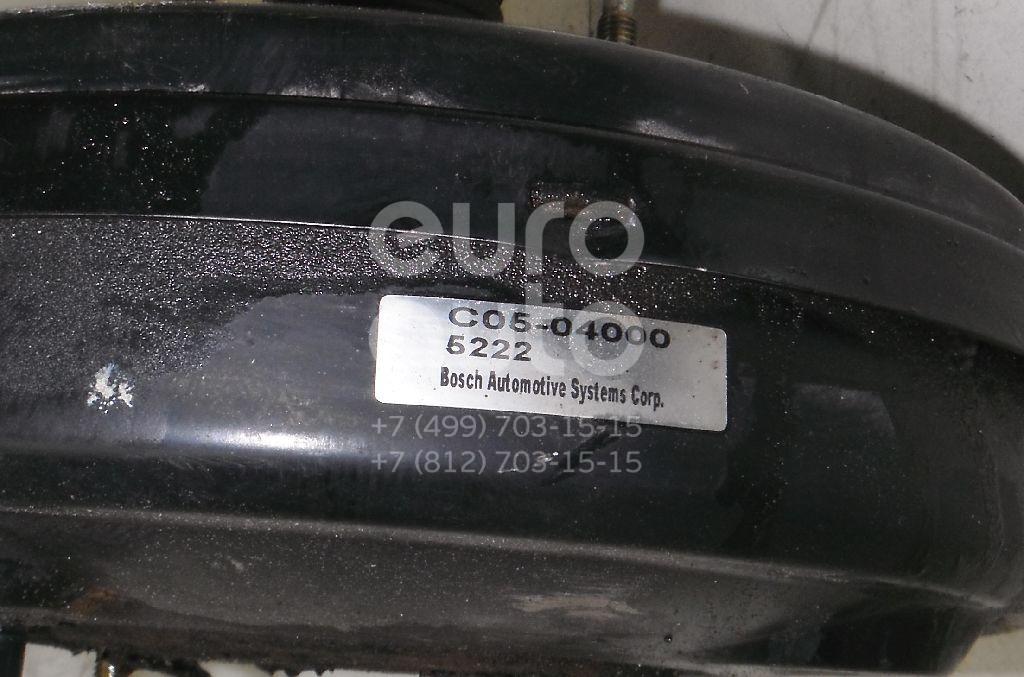 euro
auto
C05-04000
5222
Bosch Automotive Systems Corp.
+7 (499) 703-15-15
+7 (812) 703-15-15